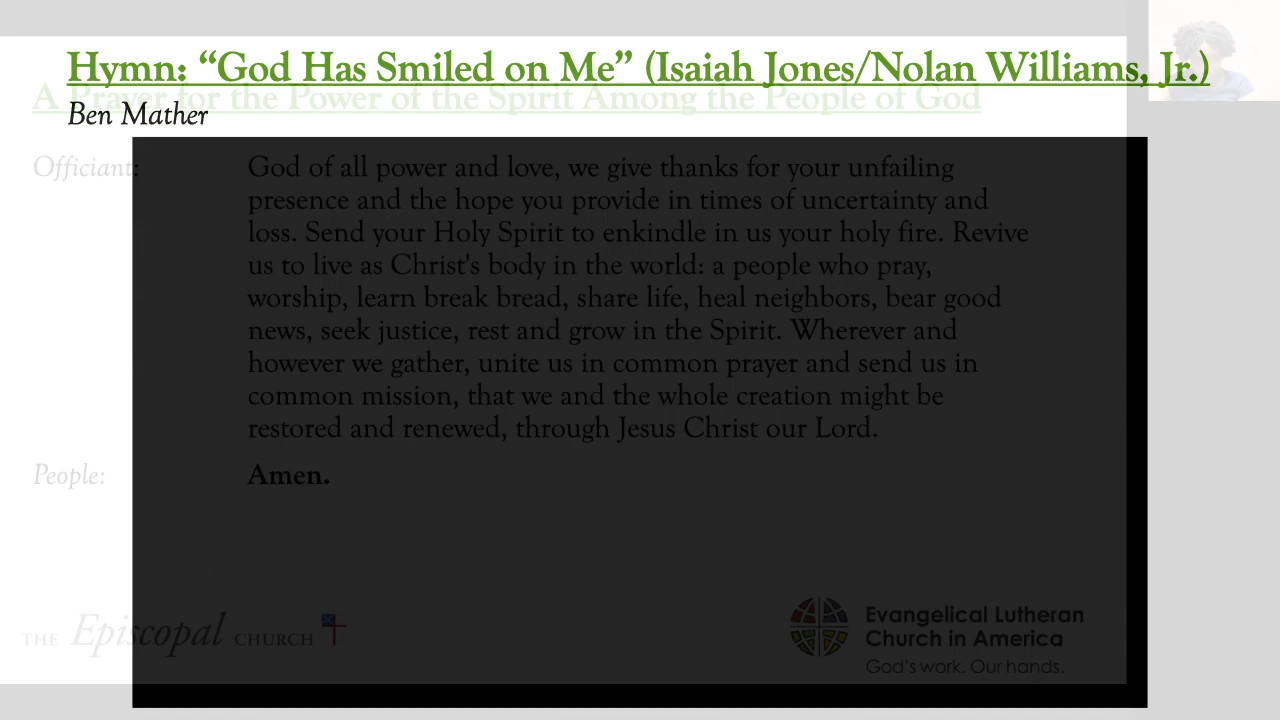 Hymn: “God Has Smiled on Me” (Isaiah Jones/Nolan Williams, Jr.)
A Prayer for the Power of the Spirit Among the People of God
Ben Mather
Officiant:
God of all power and love, we give thanks for your unfailing
presence and the hope you provide in times of uncertainty and
loss. Send your Holy Spirit to enkindle in us your holy fire. Revive
us to live as Christ's body in the world: a people who pray,
worship, learn break bread, share life, heal neighbors, bear good
news, seek justice, rest and grow in the Spirit. Wherever and
however we gather, unite us in common prayer and send us in
common mission, that we and the whole creation might be
restored and renewed, through Jesus Christ our Lord.
People:
Amen.
THE Episcopal CHURCH
Evangelical Lutheran
Church in America
God's work. Our hands.